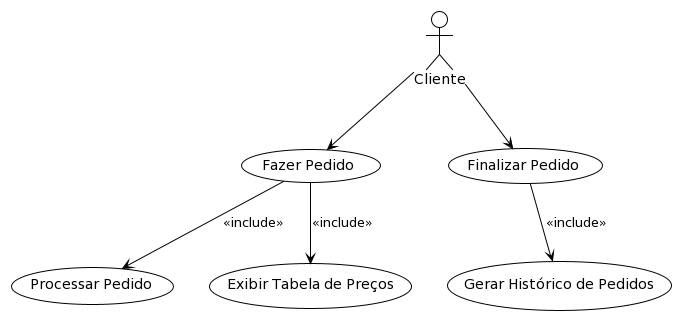 Cliente
Fazer Pedido
Finalizar Pedido
«include»
«include»
«include»
Processar Pedido
Exibir Tabela de Preços
Gerar Histórico de Pedidos